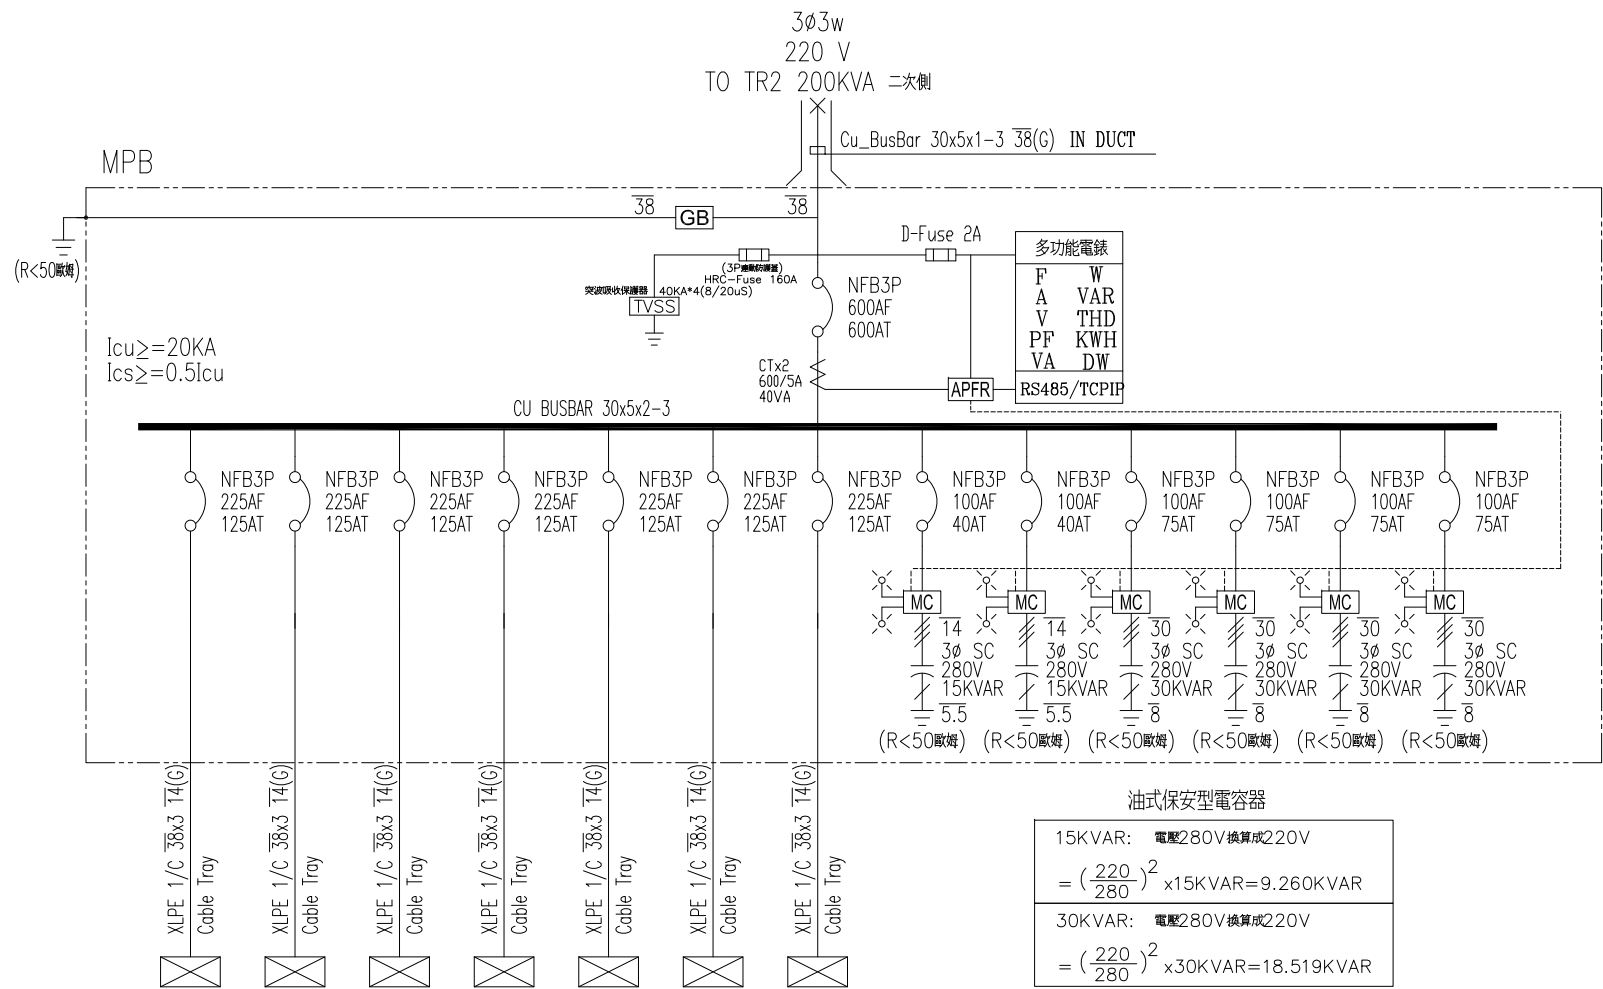 3ø3w
220 V
TO TR2 200KVA 二次側
Cu_BusBar 30x5x1-3 38(G) IN DUCT
MPB
38
GB
38
(R<50歐姆)
D-Fuse 2A
(3P連動防護蓋)
HRC-Fuse 160A
突波吸收保護器 40KA*4(8/20uS)
TVSS
NFB3P
600AF
600AT
多功能電錶
F W
A VAR
V THD
PF KWH
VA DW
RS485/TCPIP
APFR
CTx2
600/5A
40VA
Icu>=20KA
Ics>=0.5Icu
CU BUSBAR 30x5x2-3
NFB3P NFB3P NFB3P NFB3P NFB3P NFB3P NFB3P NFB3P NFB3P NFB3P NFB3P NFB3P NFB3P
225AF 225AF 225AF 225AF 225AF 225AF 225AF 100AF 100AF 100AF 100AF 100AF 100AF
125AT 125AT 125AT 125AT 125AT 125AT 125AT 40AT 40AT 75AT 75AT 75AT 75AT
MC MC MC MC MC MC
14 14 30 30 30 30
3ø SC 3ø SC 3ø SC 3ø SC 3ø SC 3ø SC
280V 280V 280V 280V 280V 280V
15KVAR 15KVAR 30KVAR 30KVAR 30KVAR 30KVAR
5.5 5.5 8 8 8 8
(R<50歐姆) (R<50歐姆) (R<50歐姆) (R<50歐姆) (R<50歐姆) (R<50歐姆)
XLPE 1/C 38x3 14(G)
Cable Tray
XLPE 1/C 38x3 14(G)
Cable Tray
XLPE 1/C 38x3 14(G)
Cable Tray
XLPE 1/C 38x3 14(G)
Cable Tray
XLPE 1/C 38x3 14(G)
Cable Tray
XLPE 1/C 38x3 14(G)
Cable Tray
XLPE 1/C 38x3 14(G)
Cable Tray
油式保安型電容器
15KVAR: 電壓280V換算成220V
= (220/280)² x15KVAR=9.260KVAR
30KVAR: 電壓280V換算成220V
= (220/280)² x30KVAR=18.519KVAR